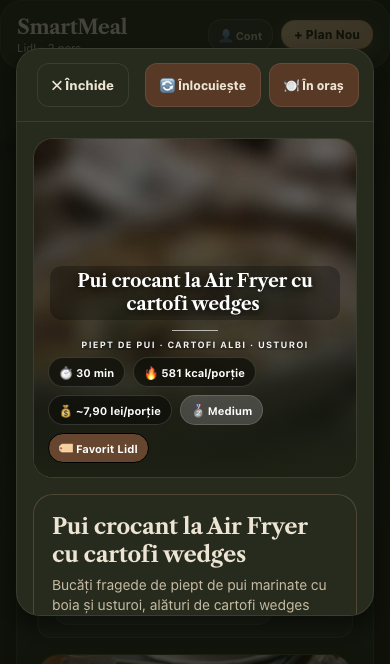 SmartMeal
Cont
+ Plan Nou
Lidl · 2 pers
× Închide
Înlocuiește
În oraș
Pui crocant la Air Fryer cu
cartofi wedges
PIEPT DE PUI · CARTOFI ALBI · USTUROI
30 min
581 kcal/porție
~7,90 lei/porție
Medium
Favorit Lidl
Pui crocant la Air Fryer
cu cartofi wedges
Bucăți fragede de piept de pui marinate cu
boia și usturoi, alături de cartofi wedges